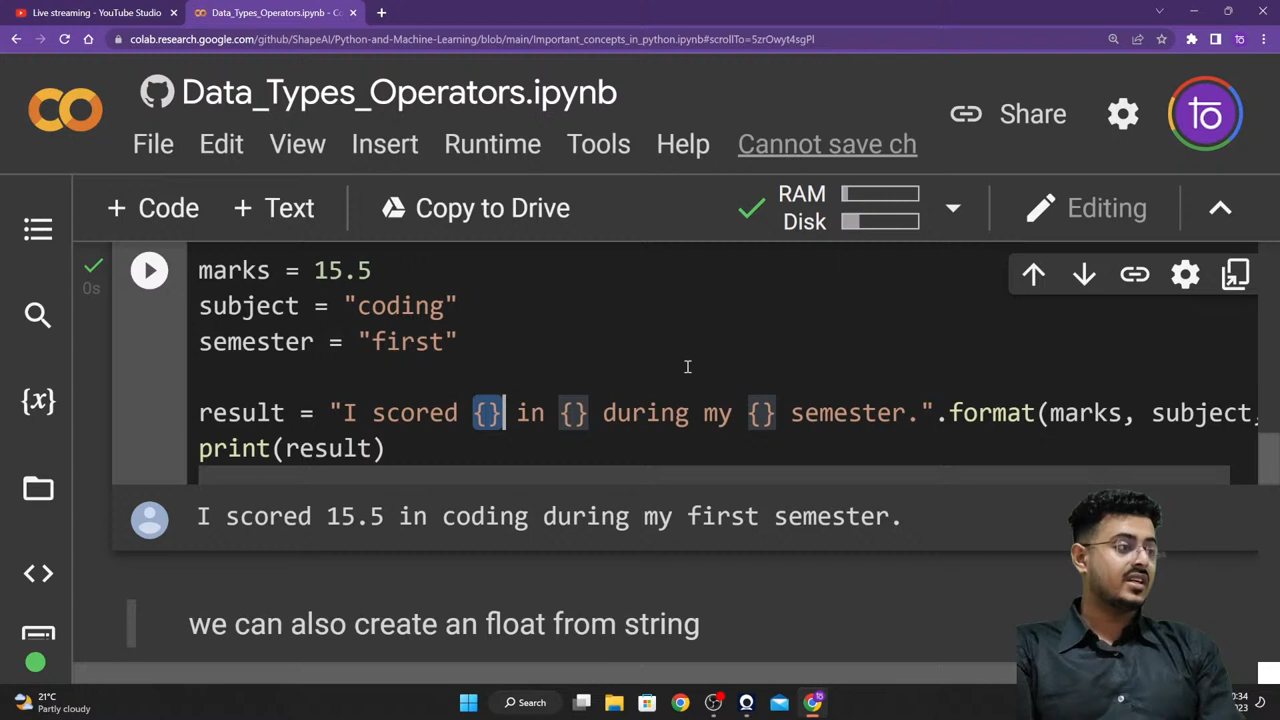 Live streaming - YouTube Studio
Data_Types_Operators.ipynb - Co
colab.research.google.com/github/ShapeAI/Python-and-Machine-Learning/blob/main/Important_concepts_in_python.ipynb#scrollTo=5zrOwyt4sgPl
Data_Types_Operators.ipynb
Share
File Edit View Insert Runtime Tools Help Cannot save ch
+ Code + Text Copy to Drive
RAM
Disk
Editing
marks = 15.5
subject = "coding"
semester = "first"
result = "I scored {} in {} during my {} semester.".format(marks, subject,
print(result)
0s
I scored 15.5 in coding during my first semester.
we can also create an float from string
21°C
Partly cloudy
Search